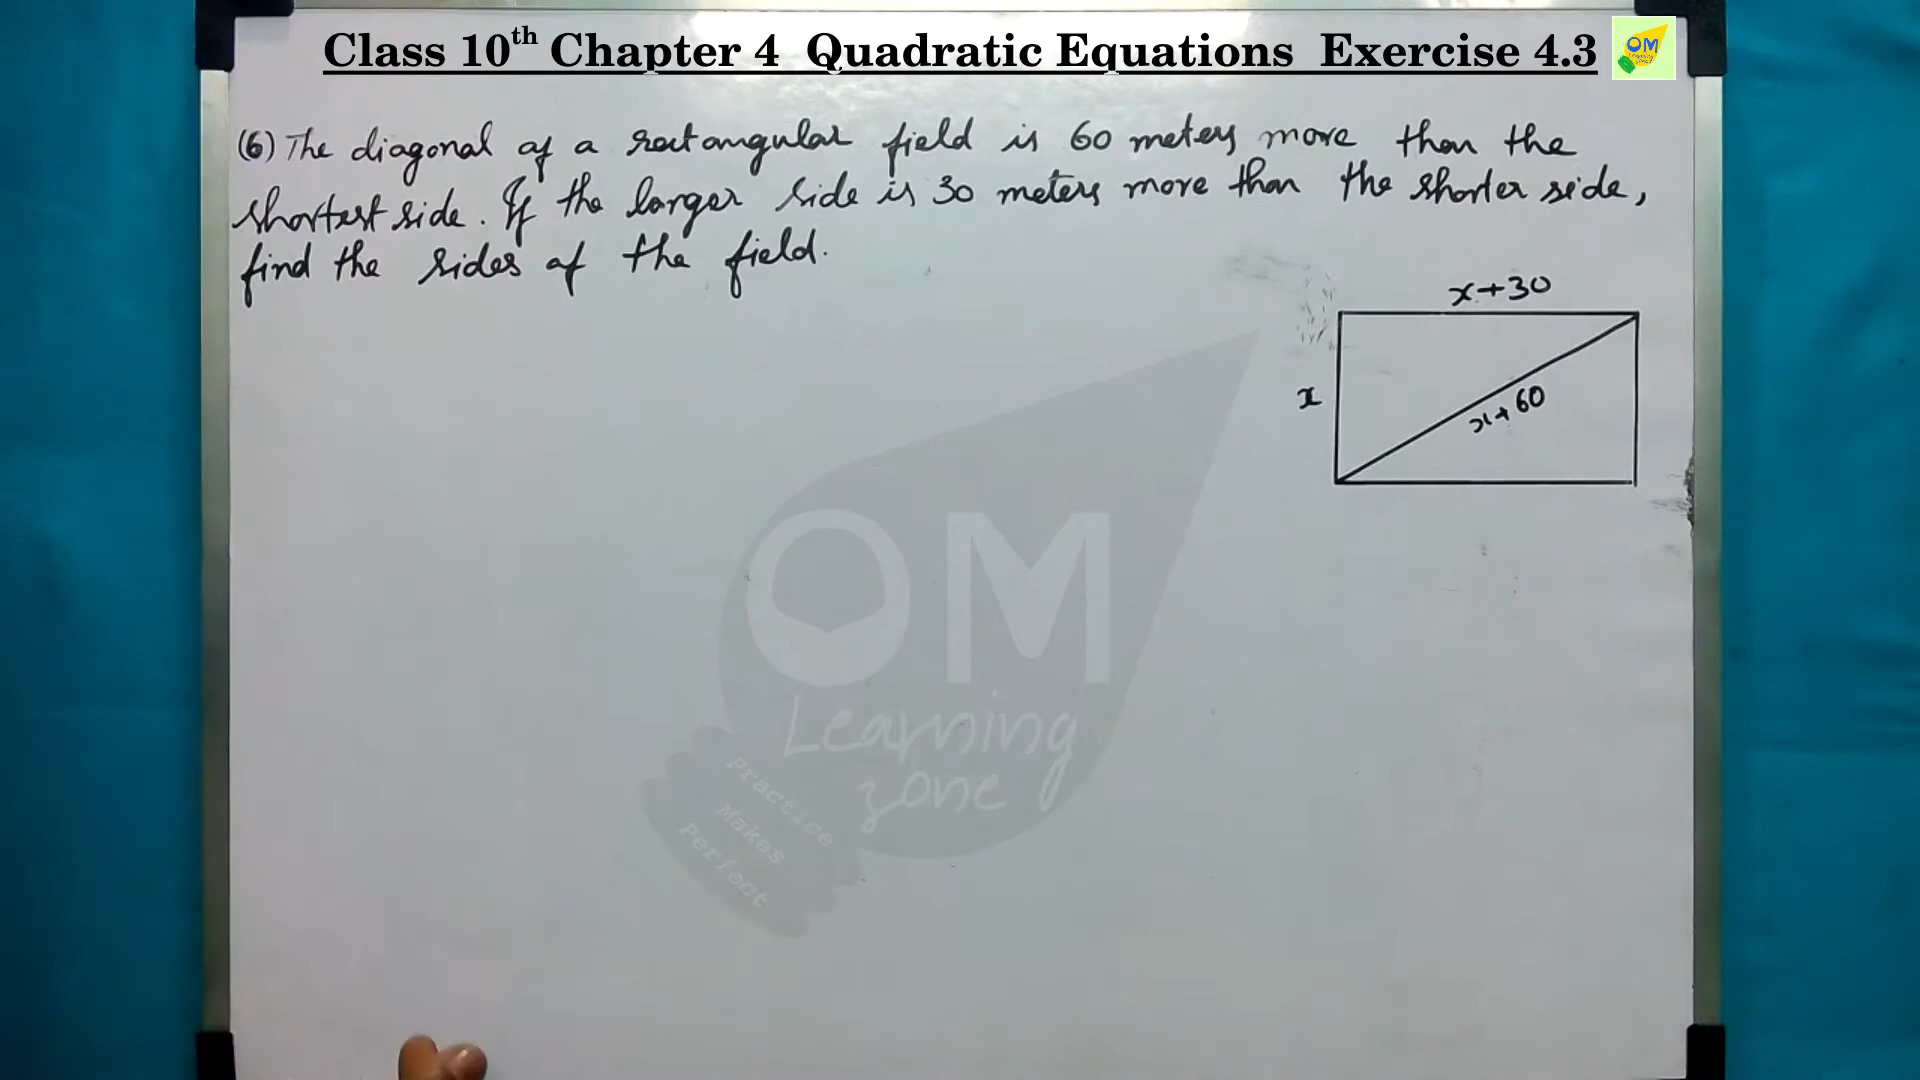 Class 10th Chapter 4 Quadratic Equations Exercise 4.3
OM
(6) The diagonal of a rectangular field is 60 meters more than the
shortest side. If the larger side is 30 meters more than the shorter side,
find the sides of the field.
x+30
x
x+60
OM
Learning
zone
Practice
Makes
Perfect